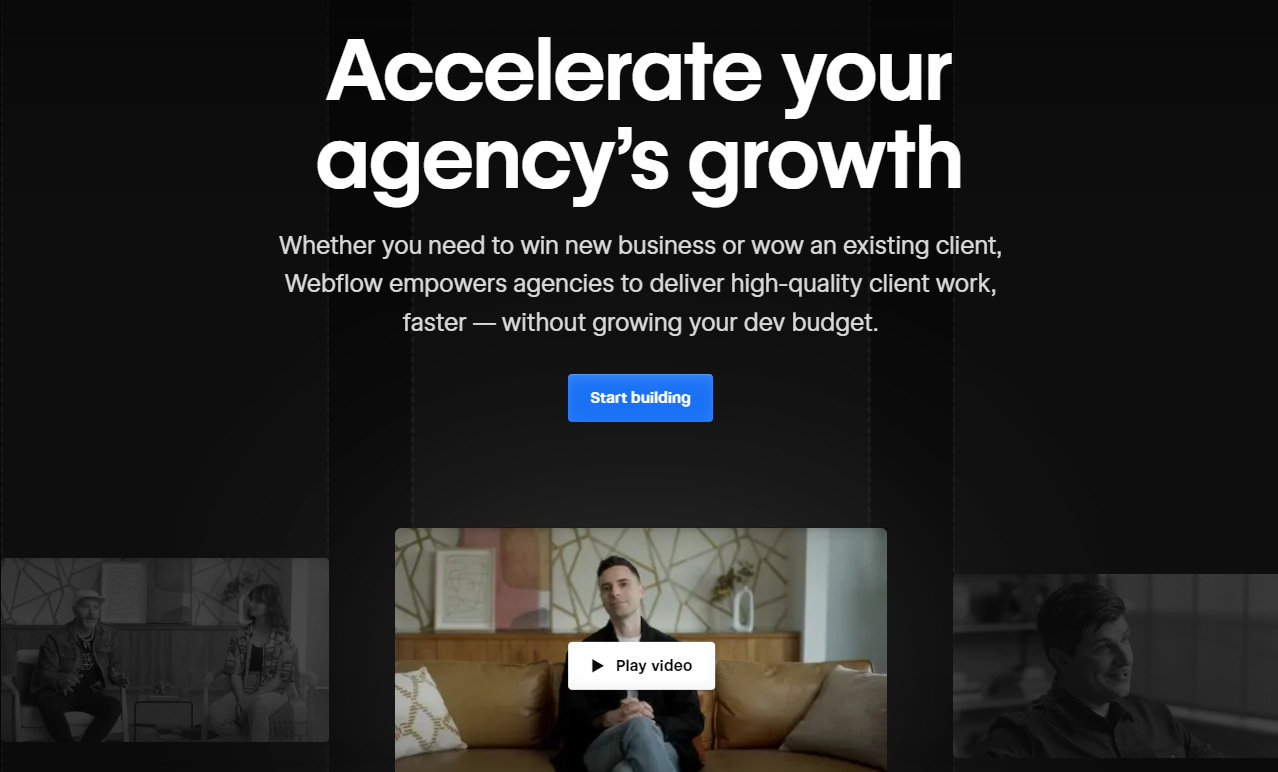 Accelerate your
agency’s growth
Whether you need to win new business or wow an existing client,
Webflow empowers agencies to deliver high-quality client work,
faster — without growing your dev budget.
Start building
Play video